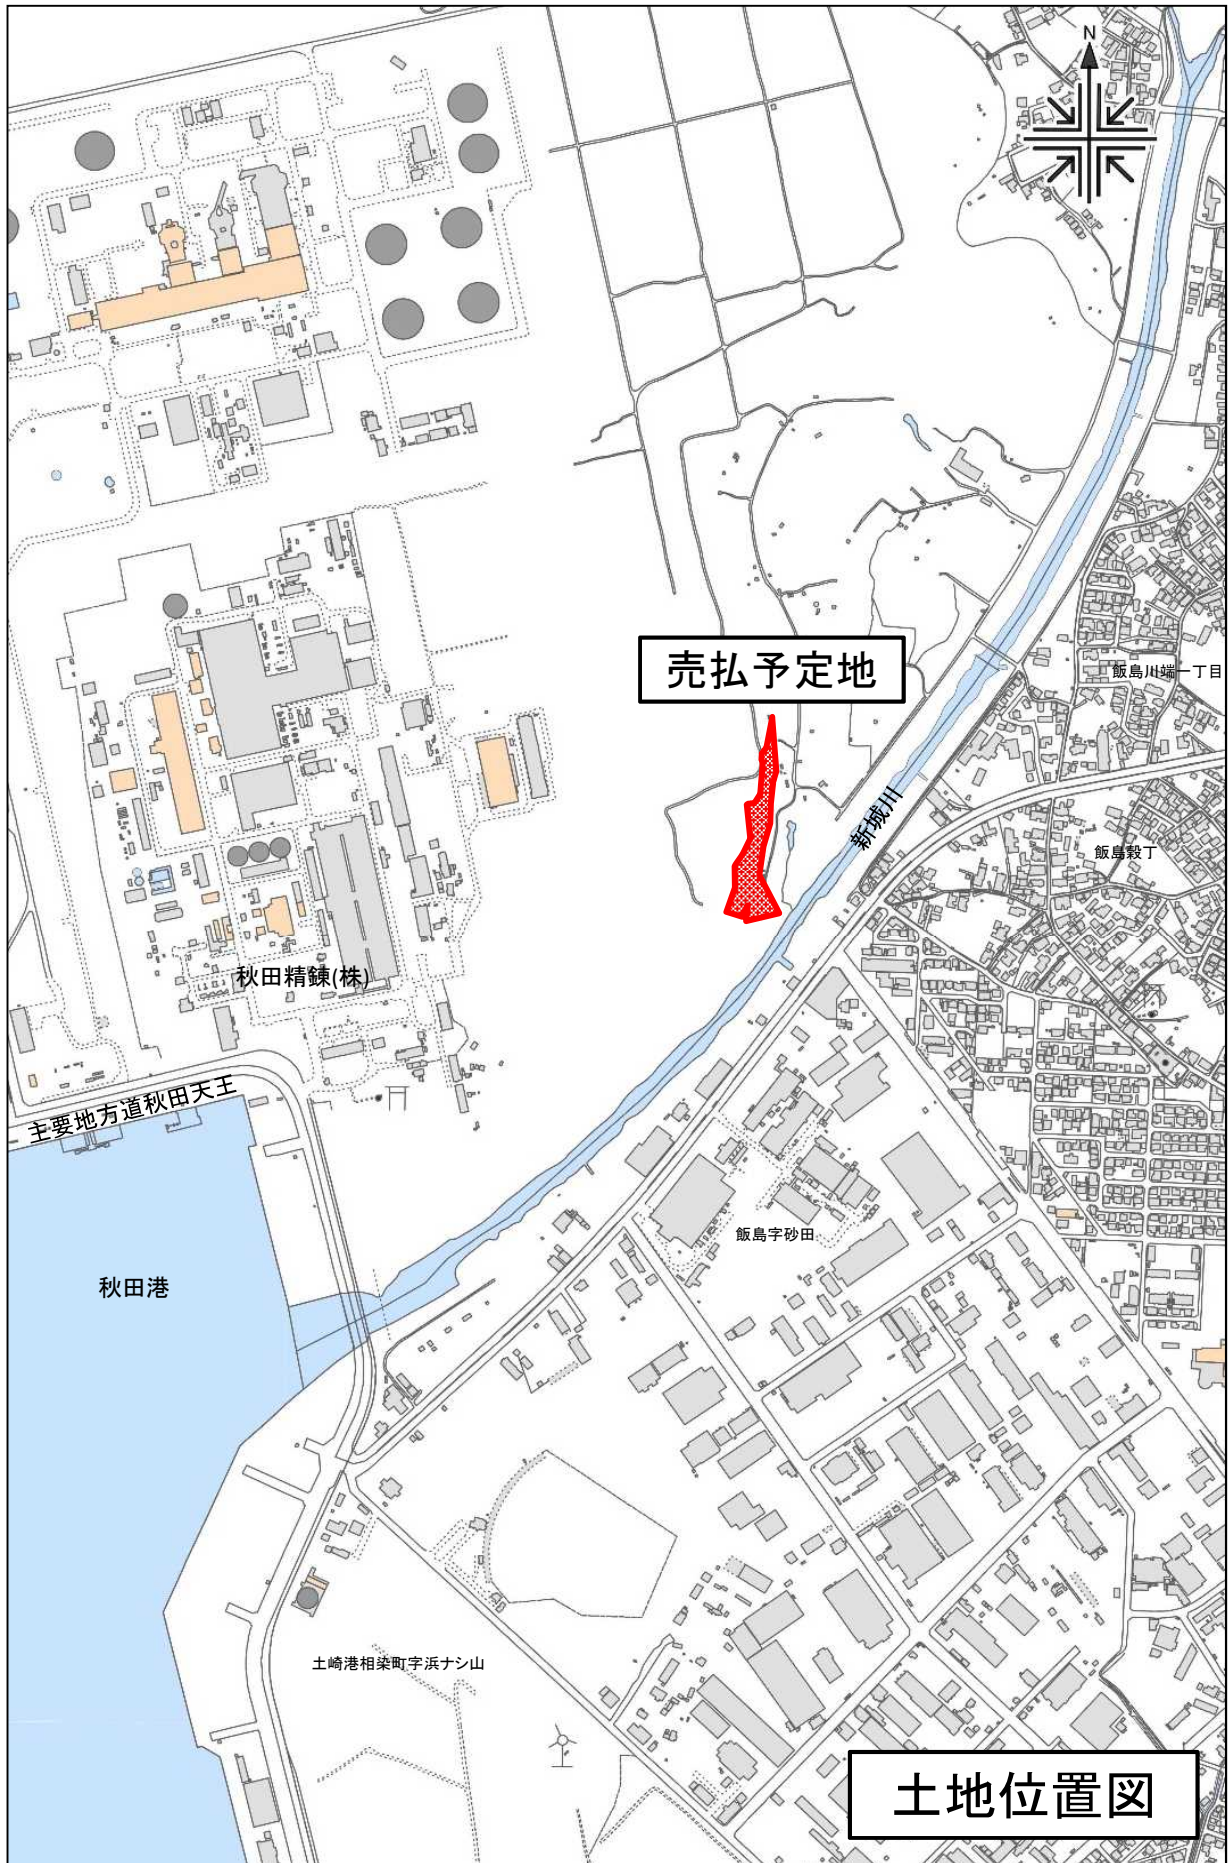 N
売払予定地
飯島川端一丁目
新城川
飯島穀丁
秋田精錬(株)
主要地方道秋田天王
飯島字砂田
秋田港
土崎港相染町字浜ナシ山
土地位置図